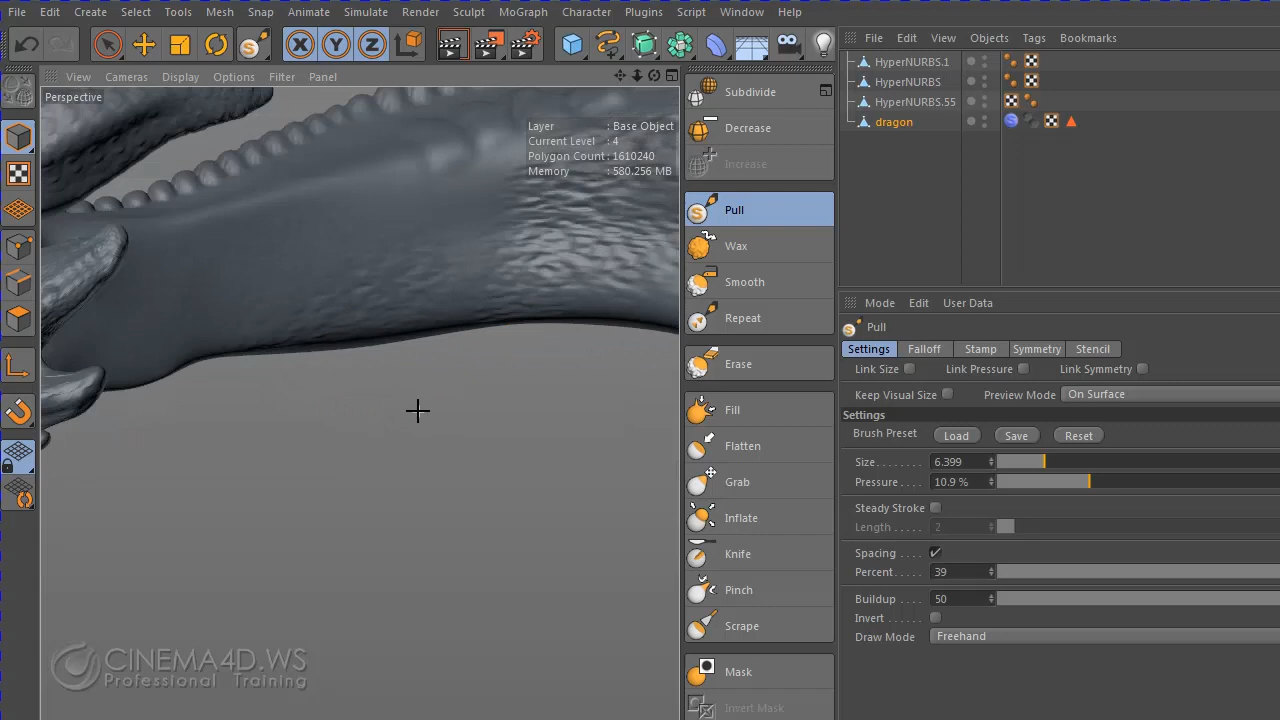 File Edit Create Select Tools Mesh Snap Animate Simulate Render Sculpt MoGraph Character Plugins Script Window Help
View Cameras Display Options Filter Panel
Perspective
Layer : Base Object
Current Level : 4
Polygon Count : 1610240
Memory : 580.256 MB
CINEMA4D.WS
Professional Training
Subdivide
Decrease
Increase
Pull
Wax
Smooth
Repeat
Erase
Fill
Flatten
Grab
Inflate
Knife
Pinch
Scrape
Mask
Invert Mask
File Edit View Objects Tags Bookmarks
HyperNURBS.1
HyperNURBS
HyperNURBS.55
dragon
Mode Edit User Data
Pull
Settings Falloff Stamp Symmetry Stencil
Link Size Link Pressure Link Symmetry
Keep Visual Size Preview Mode On Surface
Settings
Brush Preset Load Save Reset
Size 6.399
Pressure 10.9 %
Steady Stroke
Length 2
Spacing
Percent 39
Buildup 50
Invert
Draw Mode Freehand